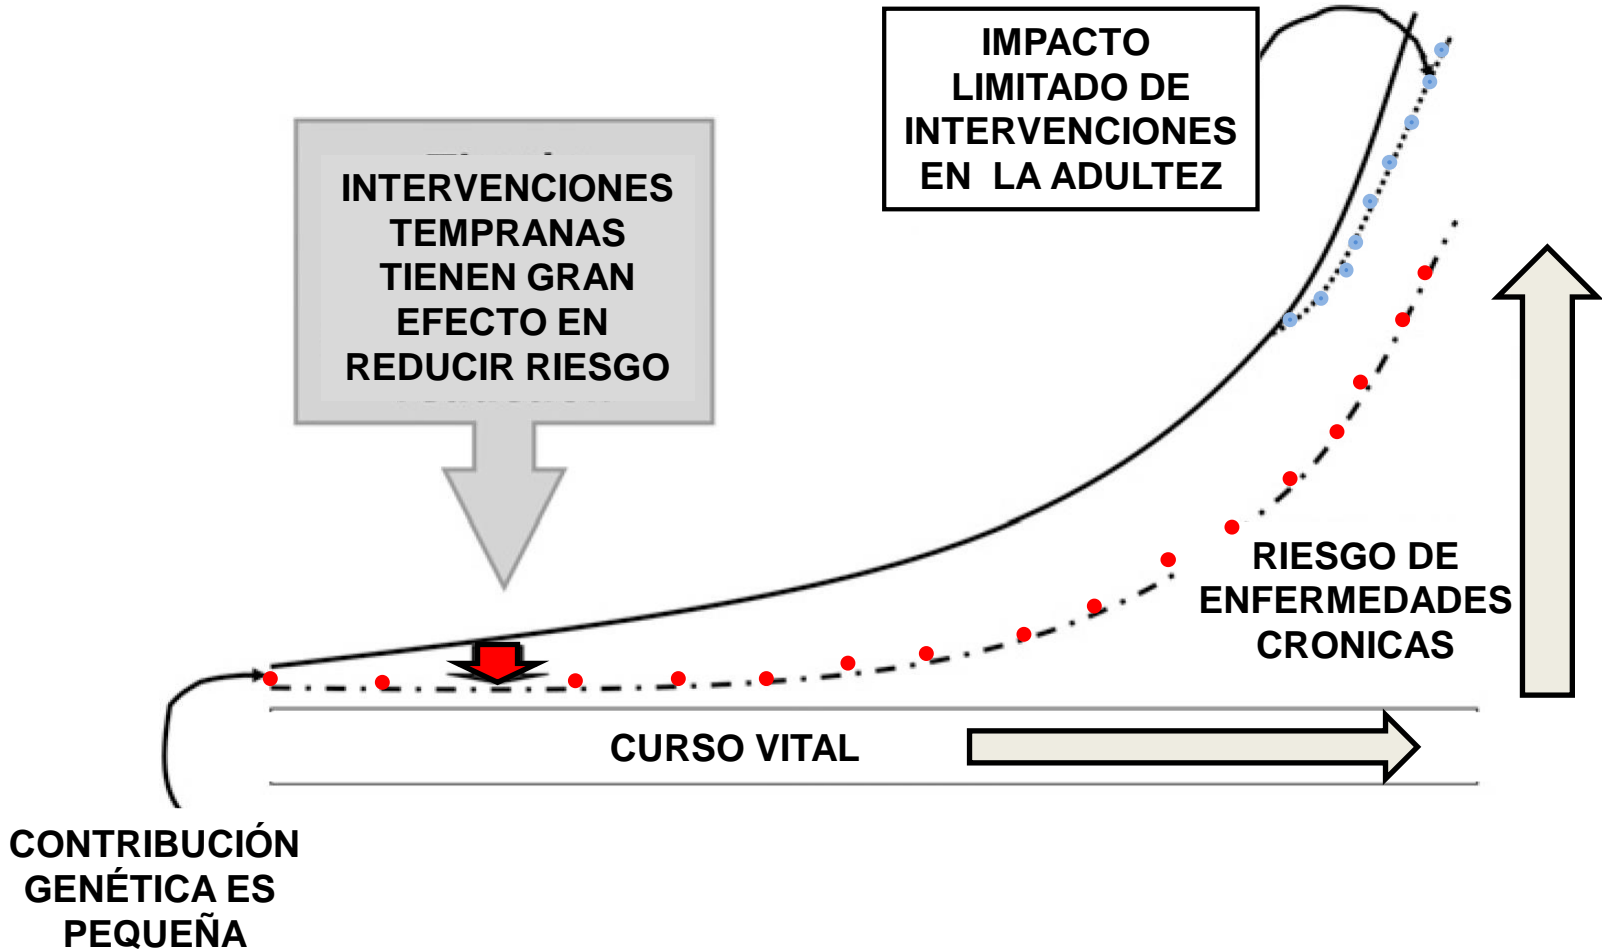 IMPACTO
LIMITADO DE
INTERVENCIONES
EN LA ADULTEZ
INTERVENCIONES
TEMPRANAS
TIENEN GRAN
EFECTO EN
REDUCIR RIESGO
RIESGO DE
ENFERMEDADES
CRONICAS
CURSO VITAL
CONTRIBUCIÓN
GENÉTICA ES
PEQUEÑA